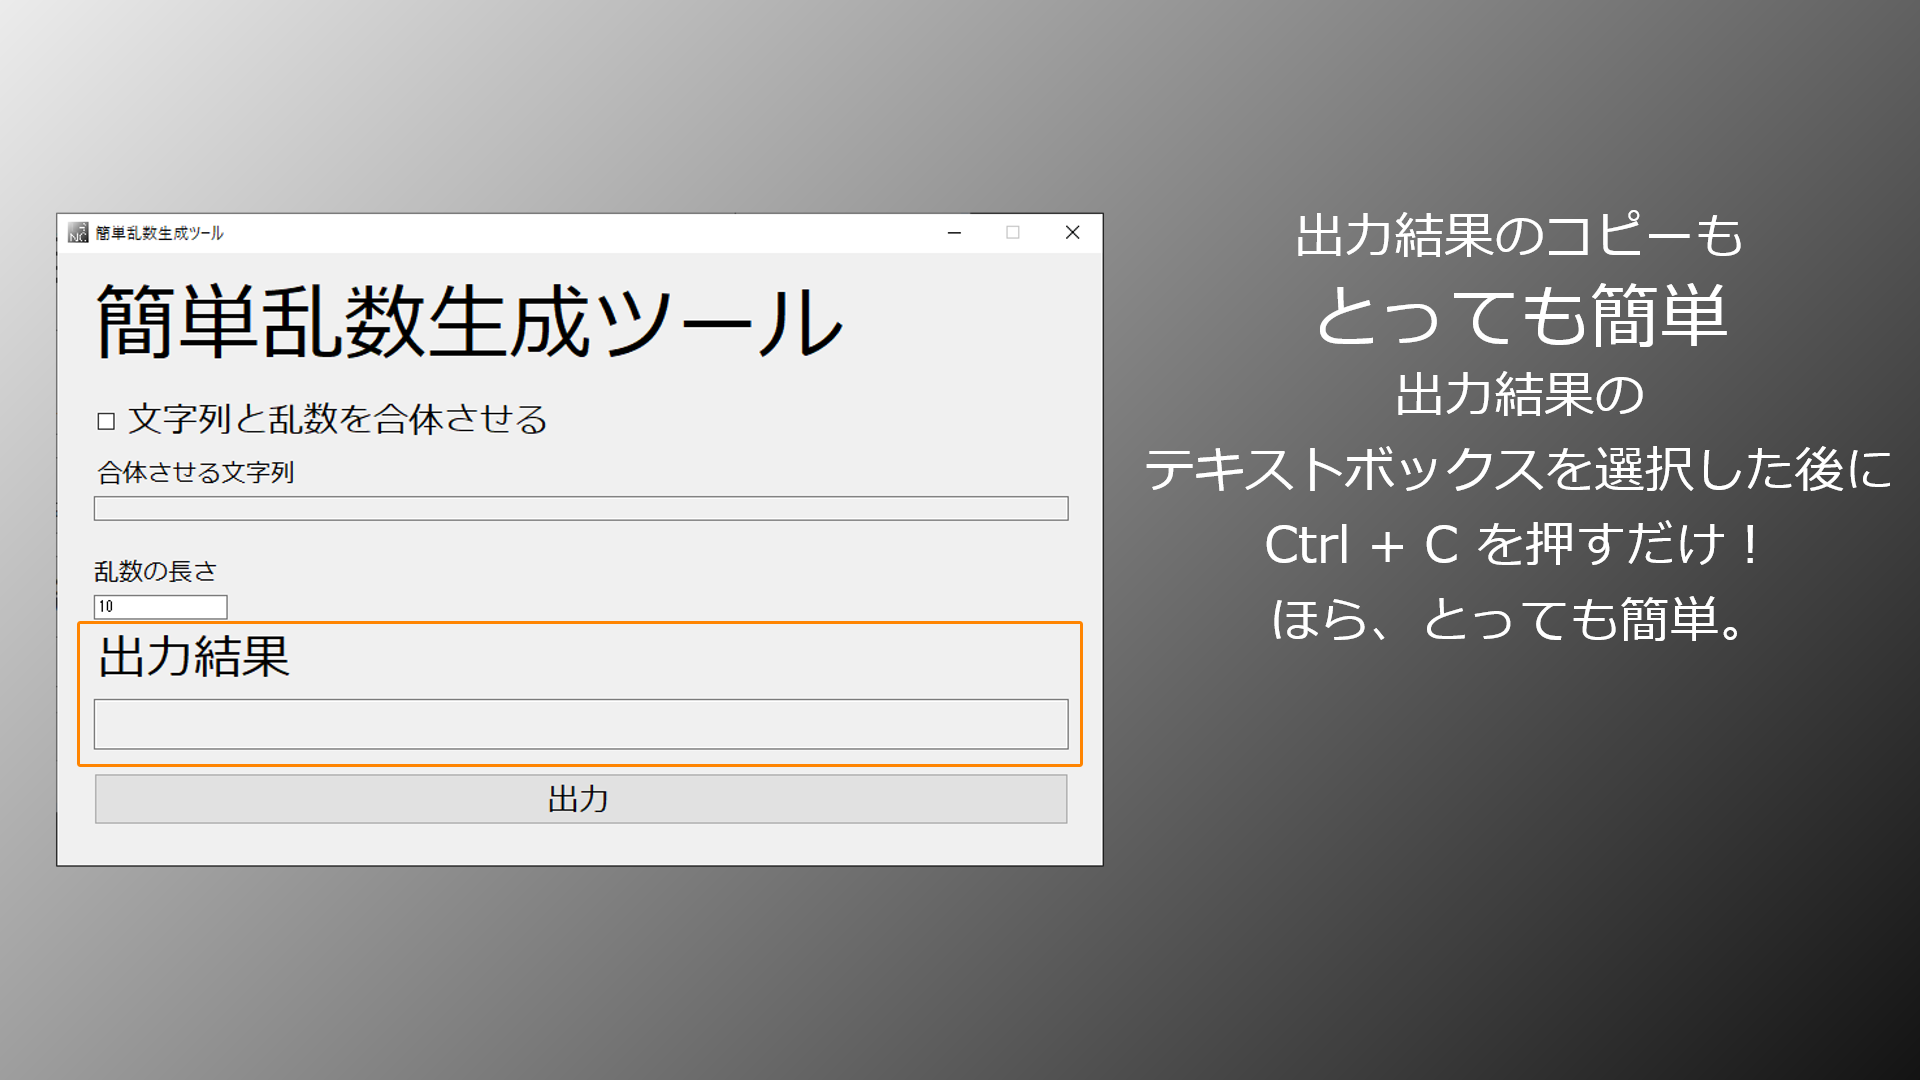 簡単乱数生成ツール
簡単乱数生成ツール
文字列と乱数を合体させる
合体させる文字列
乱数の長さ
10
出力結果
出力
出力結果のコピーも
とっても簡単
出力結果の
テキストボックスを選択した後に
Ctrl + C を押すだけ！
ほら、とっても簡単。